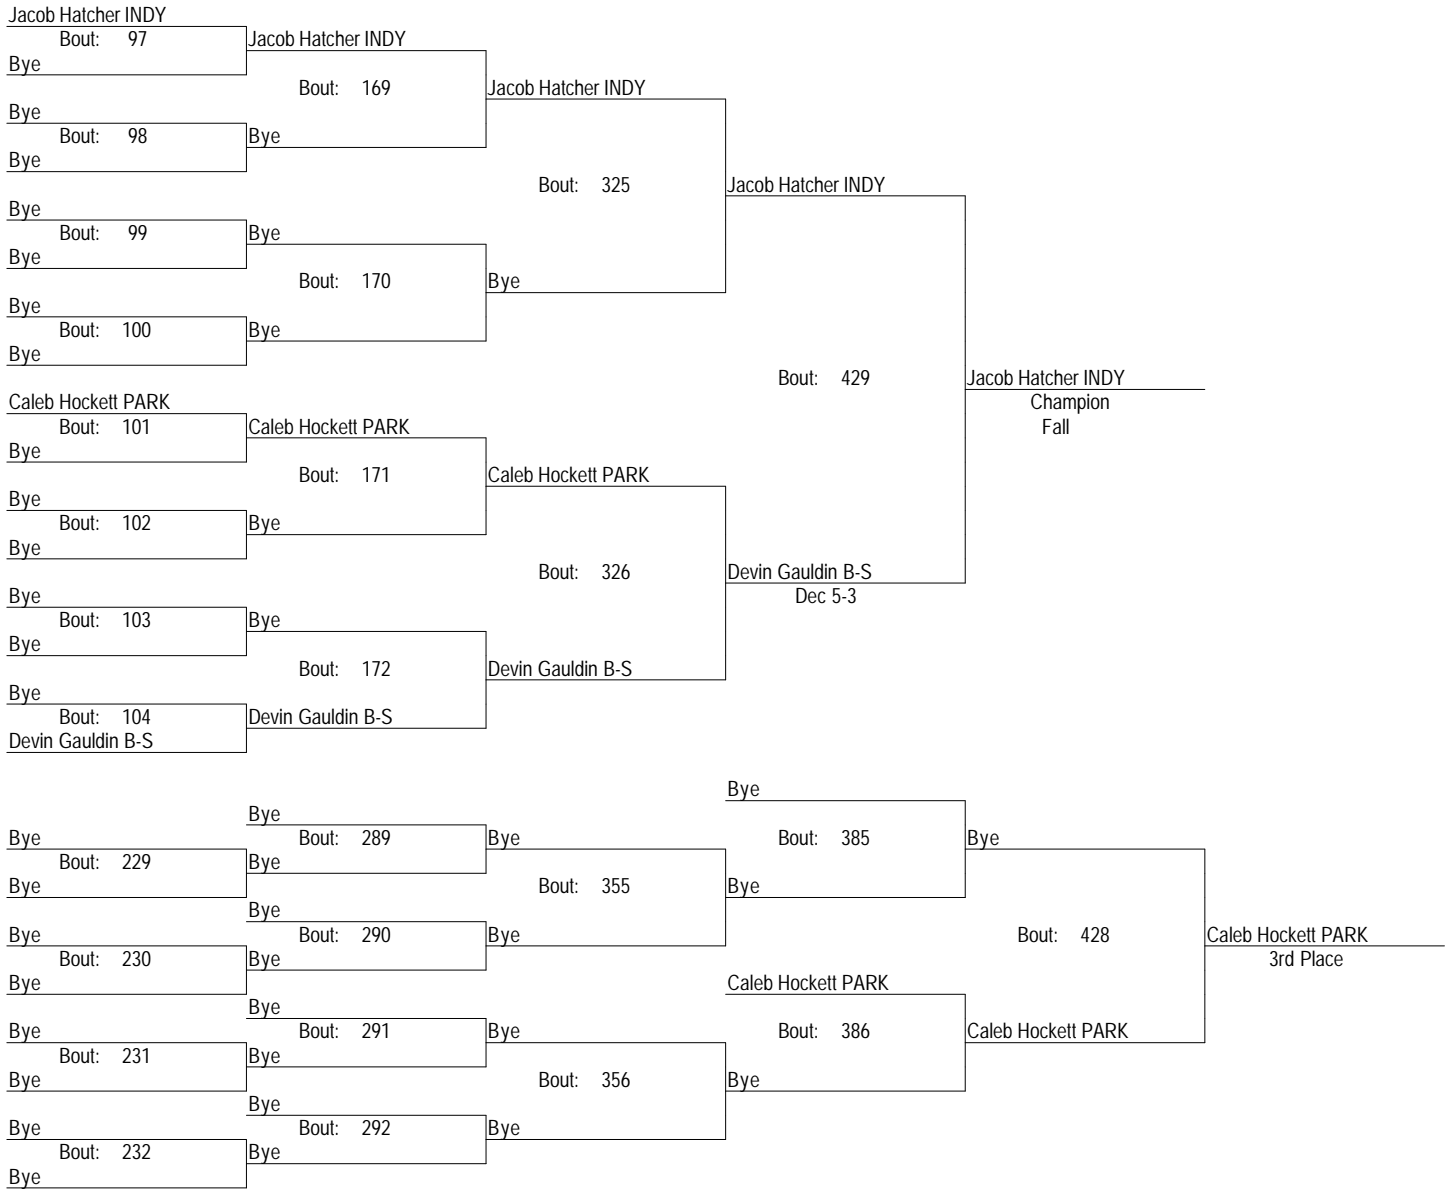 Jacob Hatcher INDY
Bout: 97
Jacob Hatcher INDY
Bye
Bout: 169
Jacob Hatcher INDY
Bye
Bout: 98
Bye
Bye
Bout: 325
Jacob Hatcher INDY
Bye
Bout: 99
Bye
Bye
Bout: 170
Bye
Bye
Bout: 100
Bye
Bye
Bout: 429
Jacob Hatcher INDY
Champion
Fall
Caleb Hockett PARK
Bout: 101
Caleb Hockett PARK
Bye
Bout: 171
Caleb Hockett PARK
Bye
Bout: 102
Bye
Bye
Bout: 326
Devin Gauldin B-S
Dec 5-3
Bye
Bout: 103
Bye
Bye
Bout: 172
Devin Gauldin B-S
Bye
Bout: 104
Devin Gauldin B-S
Devin Gauldin B-S
Bye
Bye
Bye
Bout: 289
Bye
Bout: 385
Bye
Bout: 229
Bye
Bye
Bout: 355
Bye
Bye
Bye
Bout: 290
Bye
Bout: 428
Caleb Hockett PARK
3rd Place
Bout: 230
Bye
Bye
Caleb Hockett PARK
Bye
Bye
Bout: 291
Bye
Bout: 386
Caleb Hockett PARK
Bout: 231
Bye
Bye
Bout: 356
Bye
Bye
Bye
Bout: 292
Bye
Bout: 232
Bye
Bye